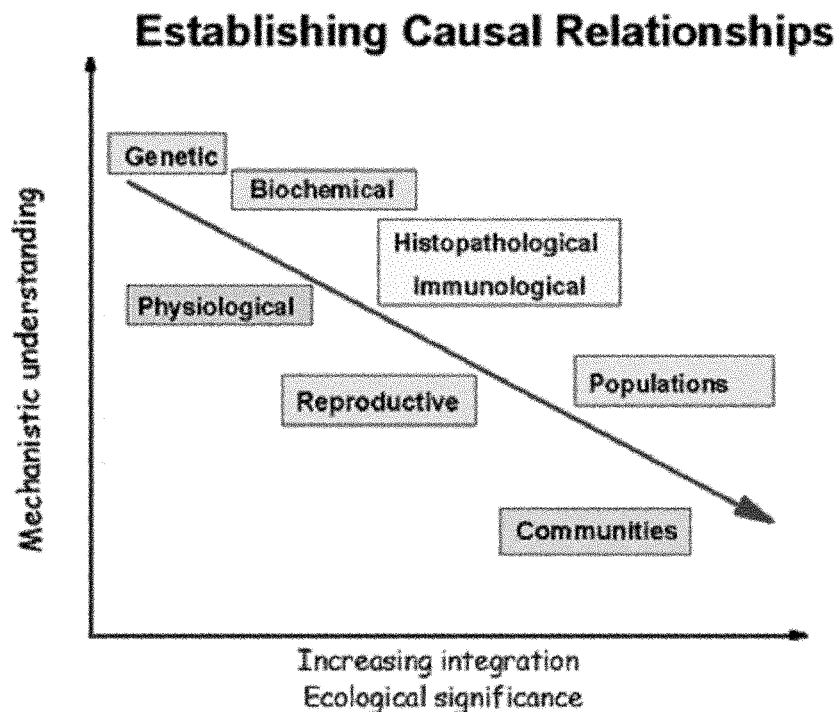 Establishing Causal Relationships
Genetic
Biochemical
Histopathological
Immunological
Physiological
Populations
Reproductive
Communities
Mechanistic understanding
Increasing integration
Ecological significance